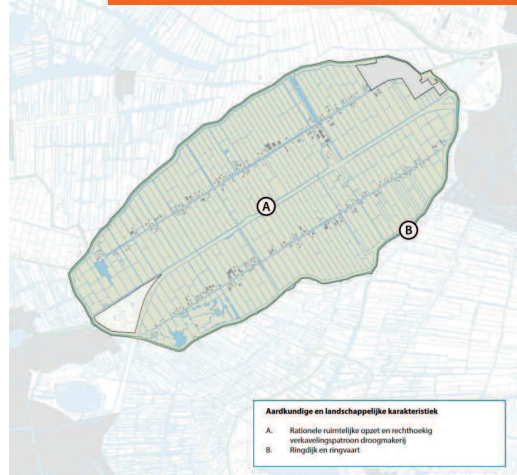 A
B
Aardkundige en landschappelijke karakteristiek
A. Rationele ruimtelijke opzet en rechthoekig
verkavelingspatroon droogmakerij
B. Ringdijk en ringvaart